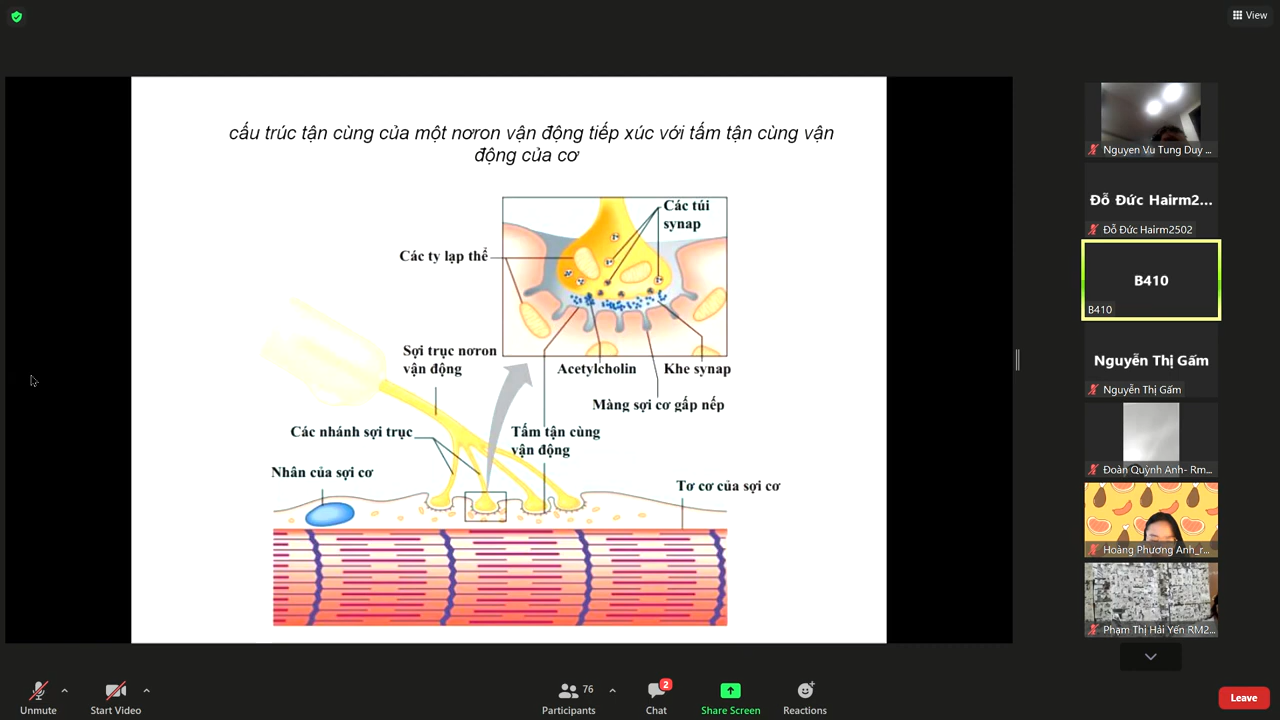 View
cấu trúc tận cùng của một nơron vận động tiếp xúc với tấm tận cùng vận
động của cơ
Các túi
synap
Các ty lạp thể
Sợi trục nơron
vận động
Acetylcholin
Khe synap
Màng sợi cơ gấp nếp
Các nhánh sợi trục
Tấm tận cùng
vận động
Nhân của sợi cơ
Tơ cơ của sợi cơ
Nguyen Vu Tung Duy ...
Đỗ Đức Hairm2...
Đỗ Đức Hairm2502
B410
B410
Nguyễn Thị Gấm
Nguyễn Thị Gấm
Đoàn Quỳnh Anh- Rm...
Hoàng Phương Anh_r...
Phạm Thị Hải Yến RM2...
Unmute
Start Video
76
Participants
2
Chat
Share Screen
Reactions
Leave